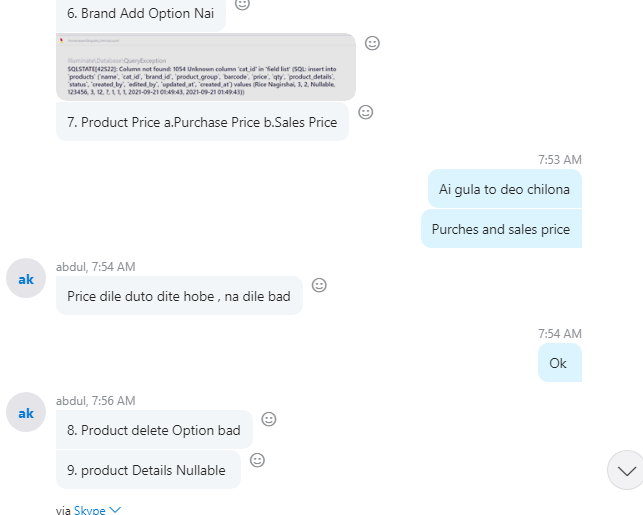 6. Brand Add Option Nai
Illuminate\Database\QueryException
SQLSTATE[42S22]: Column not found: 1054 Unknown column 'cat_id' in 'field list' (SQL: insert into
`products` (`name`, `cat_id`, `brand_id`, `product_group`, `barcode`, `price`, `qty`, `product_details`,
`status`, `created_by`, `edited_by`, `updated_at`, `created_at`) values (Rice Nagirshai, 3, 2, Nullable,
123456, 3, 12, ?, 1, 1, 1, 2021-09-21 01:49:43, 2021-09-21 01:49:43))
7. Product Price a.Purchase Price b.Sales Price
7:53 AM
Ai gula to deo chilona
Purches and sales price
abdul, 7:54 AM
ak
Price dile duto dite hobe , na dile bad
7:54 AM
Ok
abdul, 7:56 AM
ak
8. Product delete Option bad
9. product Details Nullable
via Skype